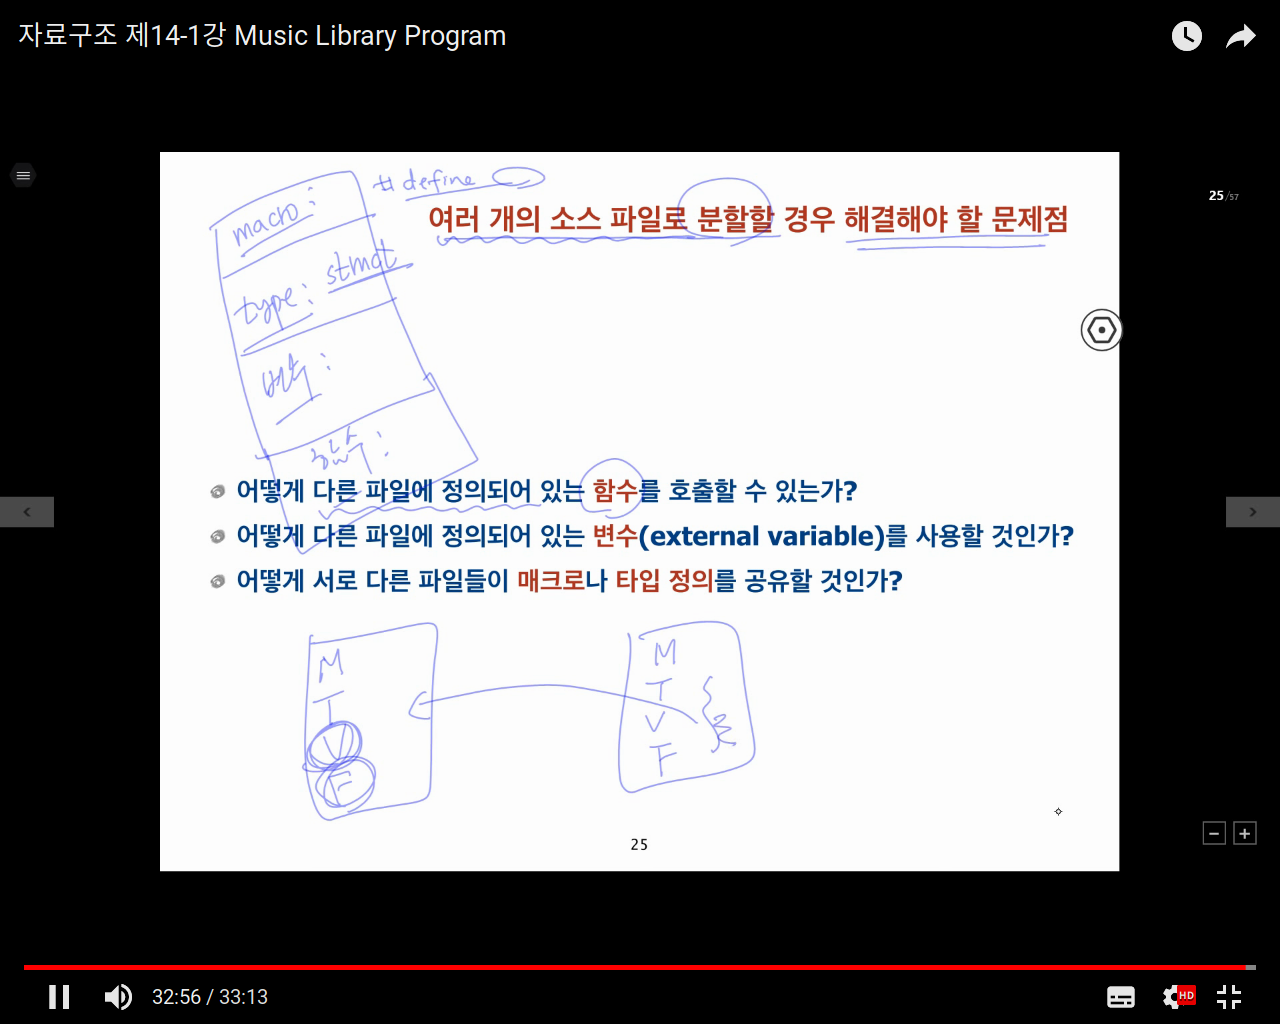 자료구조 제14-1강 Music Library Program
25/57
# define
macro:
여러 개의 소스 파일로 분할할 경우 해결해야 할 문제점
type: struct
변수:
함수:
어떻게 다른 파일에 정의되어 있는 함수를 호출할 수 있는가?
어떻게 다른 파일에 정의되어 있는 변수(external variable)를 사용할 것인가?
어떻게 서로 다른 파일들이 매크로나 타입 정의를 공유할 것인가?
M
T
V
F
M
T
V
F
25
32:56 / 33:13
HD